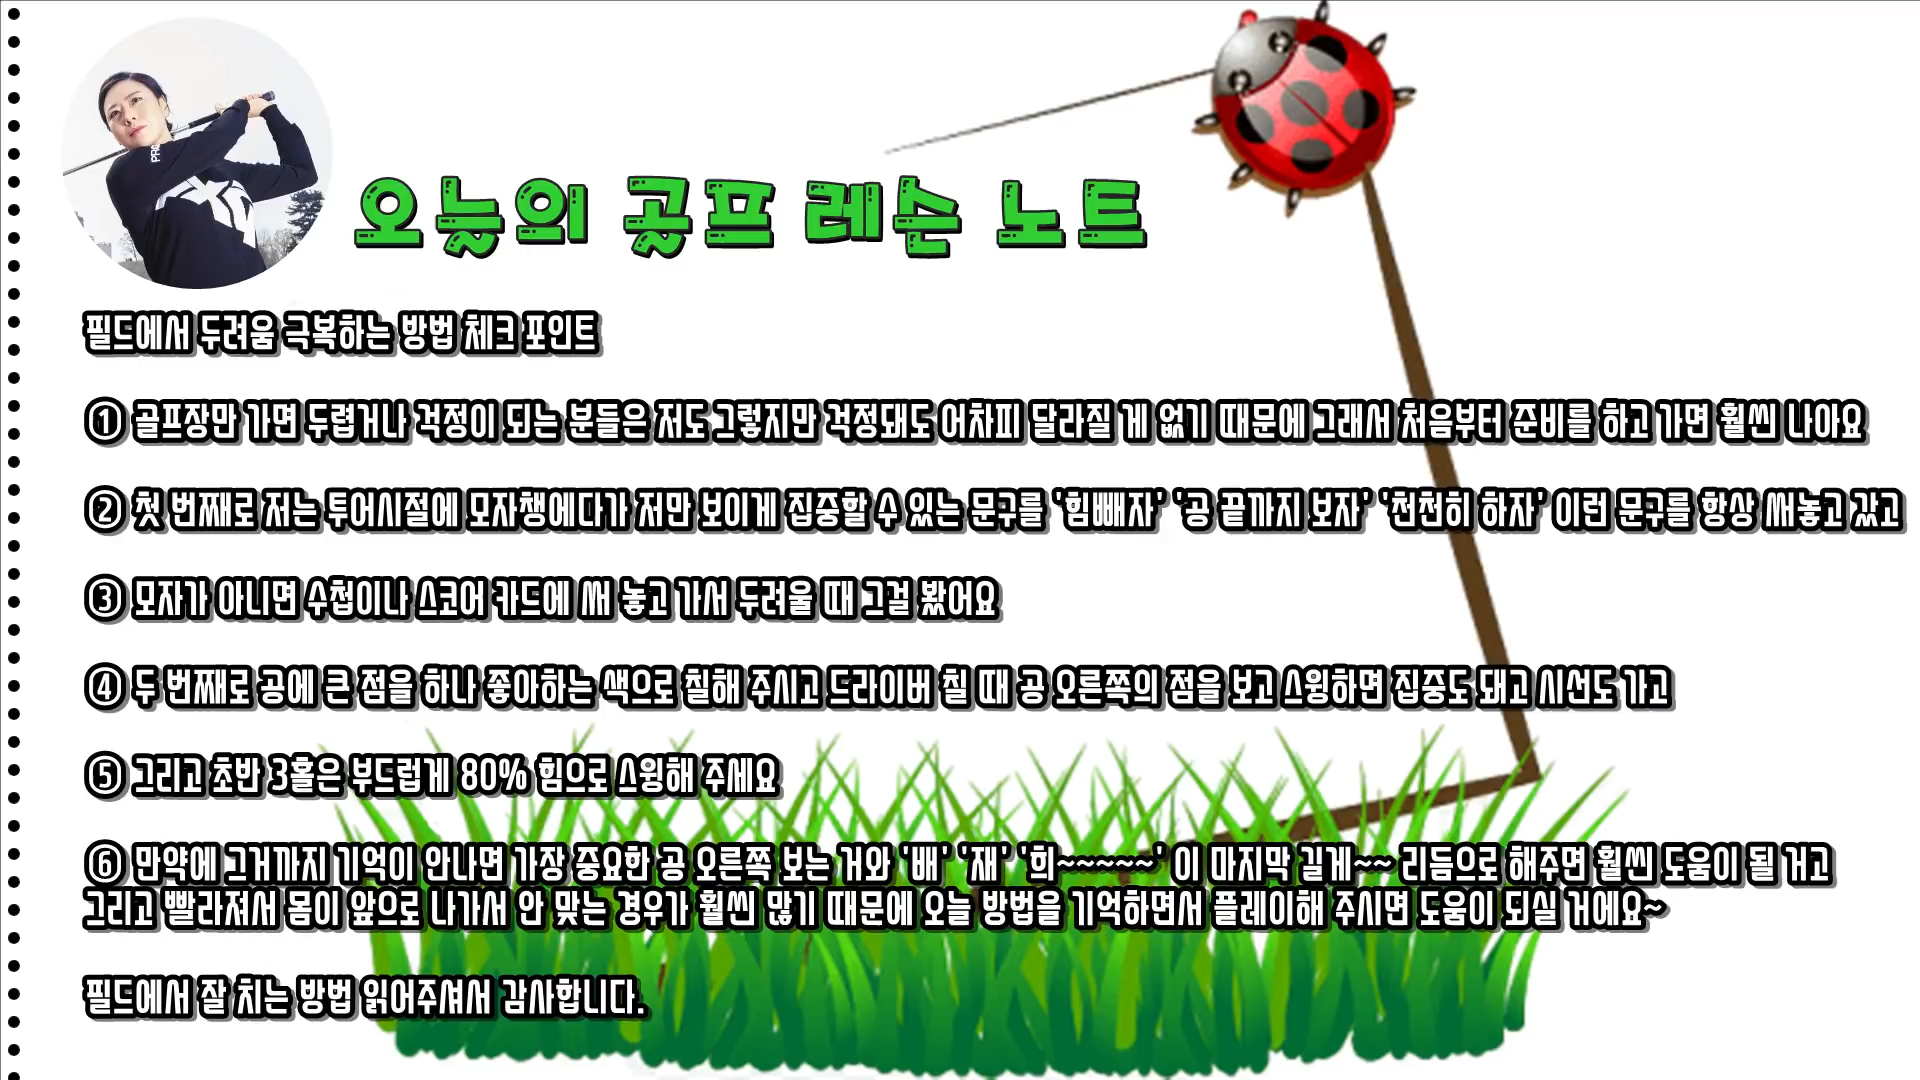 오늘의 골프 레슨 노트
필드에서 두려움 극복하는 방법 체크 포인트
① 골프장만 가면 두렵거나 걱정이 되는 분들은 저도 그렇지만 걱정돼도 어차피 달라질 게 없기 때문에 그래서 처음부터 준비를 하고 가면 훨씬 나아요
② 첫 번째로 저는 투어시절에 모자챙에다가 저만 보이게 집중할 수 있는 문구를 '힘빼자' '공 끝까지 보자' '천천히 하자' 이런 문구를 항상 써놓고 갔고
③ 모자가 아니면 수첩이나 스코어 카드에 써 놓고 가서 두려울 때 그걸 봤어요
④ 두 번째로 공에 큰 점을 하나 좋아하는 색으로 칠해 주시고 드라이버 칠 때 공 오른쪽의 점을 보고 스윙하면 집중도 돼고 시선도 가고
⑤ 그리고 초반 3홀은 부드럽게 80% 힘으로 스윙해 주세요
⑥ 만약에 그거까지 기억이 안나면 가장 중요한 공 오른쪽 보는 거와 '배' '재' '희~~~~~' 이 마지막 길게~~ 리듬으로 해주면 훨씬 도움이 될 거고
그리고 빨라져서 몸이 앞으로 나가서 안 맞는 경우가 훨씬 많기 때문에 오늘 방법을 기억하면서 플레이해 주시면 도움이 되실 거에요~
필드에서 잘 치는 방법 읽어주셔서 감사합니다.